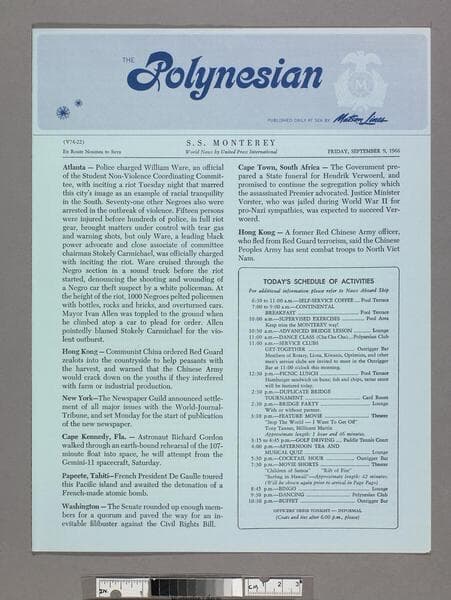 THE
Polynesian
M
PUBLISHED DAILY AT SEA BY Matson Lines
(V74-22)
S. S. MONTEREY
En Route Noumea to Suva
World News by United Press International
FRIDAY, SEPTEMBER 9, 1966
Atlanta — Police charged William Ware, an official
of the Student Non-Violence Coordinating Commit-
tee, with inciting a riot Tuesday night that marred
this city's image as an example of racial tranquility
in the South. Seventy-one other Negroes also were
arrested in the outbreak of violence. Fifteen persons
were injured before hundreds of police, in full riot
gear, brought matters under control with tear gas
and warning shots, but only Ware, a leading black
power advocate and close associate of committee
chairman Stokely Carmichael, was officially charged
with inciting the riot. Ware cruised through the
Negro section in a sound truck before the riot
started, denouncing the shooting and wounding of
a Negro car theft suspect by a white policeman. At
the height of the riot, 1000 Negroes pelted policemen
with bottles, rocks and bricks, and overturned cars.
Mayor Ivan Allen was toppled to the ground when
he climbed atop a car to plead for order. Allen
pointedly blamed Stokely Carmichael for the vio-
lent outburst.
Hong Kong — Communist China ordered Red Guard
zealots into the countryside to help peasants with
the harvest, and warned that the Chinese Army
would crack down on the youths if they interfered
with farm or industrial production.
New York—The Newspaper Guild announced settle-
ment of all major issues with the World-Journal-
Tribune, and set Monday for the start of publication
of the new newspaper.
Cape Kennedy, Fla. — Astronaut Richard Gordon
walked through an earth-bound rehearsal of the 107-
minute float into space, he will attempt from the
Gemini-11 spacecraft, Saturday.
Papeete, Tahiti—French President De Gaulle toured
this Pacific island and awaited the detonation of a
French-made atomic bomb.
Washington — The Senate rounded up enough mem-
bers for a quorum and paved the way for an in-
evitable filibuster against the Civil Rights Bill.
Cape Town, South Africa — The Government pre-
pared a State funeral for Hendrik Verwoerd, and
promised to continue the segregation policy which
the assassinated Premier advocated. Justice Minister
Vorster, who was jailed during World War II for
pro-Nazi sympathies, was expected to succeed Ver-
woerd.
Hong Kong — A former Red Chinese Army officer,
who fled from Red Guard terrorism, said the Chinese
Peoples Army has sent combat troops to North Viet
Nam.
TODAY'S SCHEDULE OF ACTIVITIES
For additional information please refer to News Aboard Ship
6:30 to 11:00 a.m.—SELF-SERVICE COFFEE Pool Terrace
7:00 to 9:00 a.m.—CONTINENTAL
BREAKFAST Pool Terrace
10:00 a.m.—SUPERVISED EXERCISES Pool Area
Keep trim the MONTEREY way!
10:30 a.m.—ADVANCED BRIDGE LESSON Lounge
11:00 a.m.—DANCE CLASS (Cha Cha Cha) Polynesian Club
11:00 a.m.—SERVICE CLUBS
GET-TOGETHER Outrigger Bar
Members of Rotary, Lions, Kiwanis, Optimists, and other
men's service clubs are invited to meet in the Outrigger
Bar at 11:00 o'clock this morning.
12:30 p.m.—PICNIC LUNCH Pool Terrace
Hamburger sandwich on buns; fish and chips, tartar sauce
will be featured today.
2:30 p.m.—DUPLICATE BRIDGE
TOURNAMENT Card Room
2:30 p.m.—BRIDGE PARTY Lounge
With or without partner.
3:10 p.m.—FEATURE MOVIE Theater
"Stop The World — I Want To Get Off"
Tony Tanner, Millicent Martin
Approximate length: 1 hour and 46 minutes.
3:15 to 4:15 p.m.—GOLF DRIVING Paddle Tennis Court
4:00 p.m.—AFTERNOON TEA AND
MUSICAL QUIZ Lounge
5:30 p.m.—COCKTAIL HOUR Outrigger Bar
7:30 p.m.—MOVIE SHORTS Theater
"Children of Samoa" "Rift of Fire"
"Surfing in Hawaii"—Approximate length: 42 minutes.
(Will be shown again prior to arrival in Pago Pago)
8:45 p.m.—BINGO Lounge
9:30 p.m.—DANCING Polynesian Club
10:30 p.m.—BUFFET Outrigger Bar
OFFICERS' DRESS TONIGHT — INFORMAL
(Coats and ties after 6:00 p.m., please)
IN.
1
CM
1
2
3